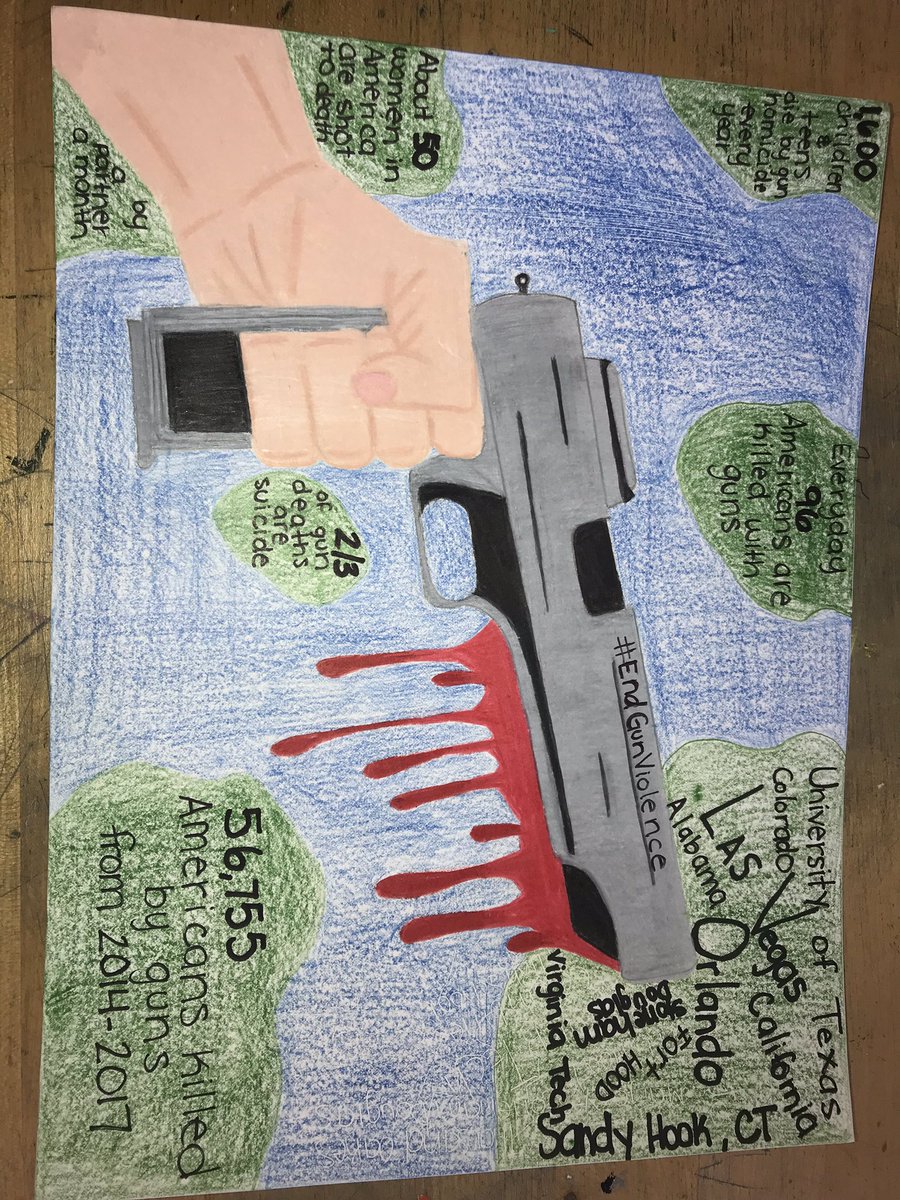 1600
children
&
teens
die by gun
homicide
every
year
Everyday
96
Americans are
killed with
guns
University of Texas
Colorado
California
LAS Vegas
Alabama
Orlando
Stoneham
Douglas
FORT HOOD
Virginia Tech
Sandy Hook, CT
#EndGunViolence
About 50
women in
America
are shot
to death
by
a
partner
a month
2/3
of gun
deaths
are
suicide
56,755
Americans killed
by guns
from 2014-2017